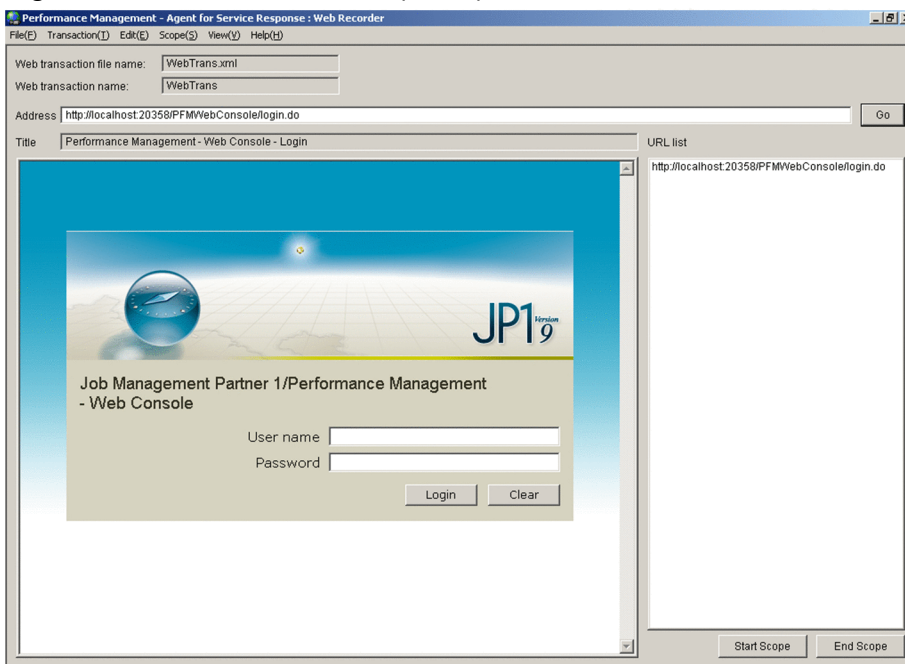 Performance Management - Agent for Service Response : Web Recorder
File(F) Transaction(T) Edit(E) Scope(S) View(V) Help(H)
Web transaction file name: WebTrans.xml
Web transaction name: WebTrans
Address http://localhost:20358/PFMWebConsole/login.do Go
Title Performance Management - Web Console - Login URL list
http://localhost:20358/PFMWebConsole/login.do
JP1 Version 9
Job Management Partner 1/Performance Management
- Web Console
User name
Password
Login Clear
Start Scope End Scope